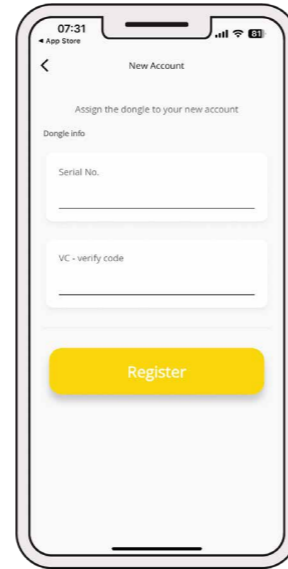 07:31
81
App Store
New Account
Assign the dongle to your new account
Dongle info
Serial No.
VC - verify code
Register